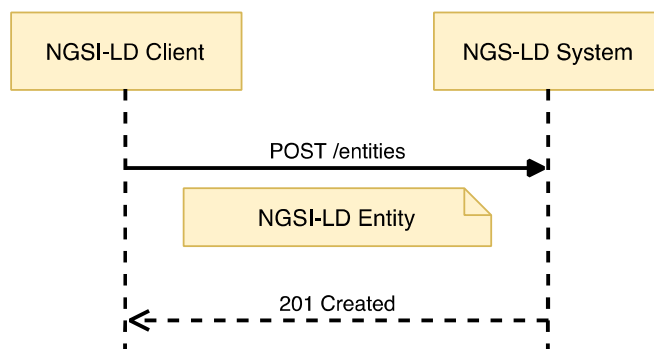 NGSI-LD Client
NGS-LD System
POST /entities
NGSI-LD Entity
201 Created